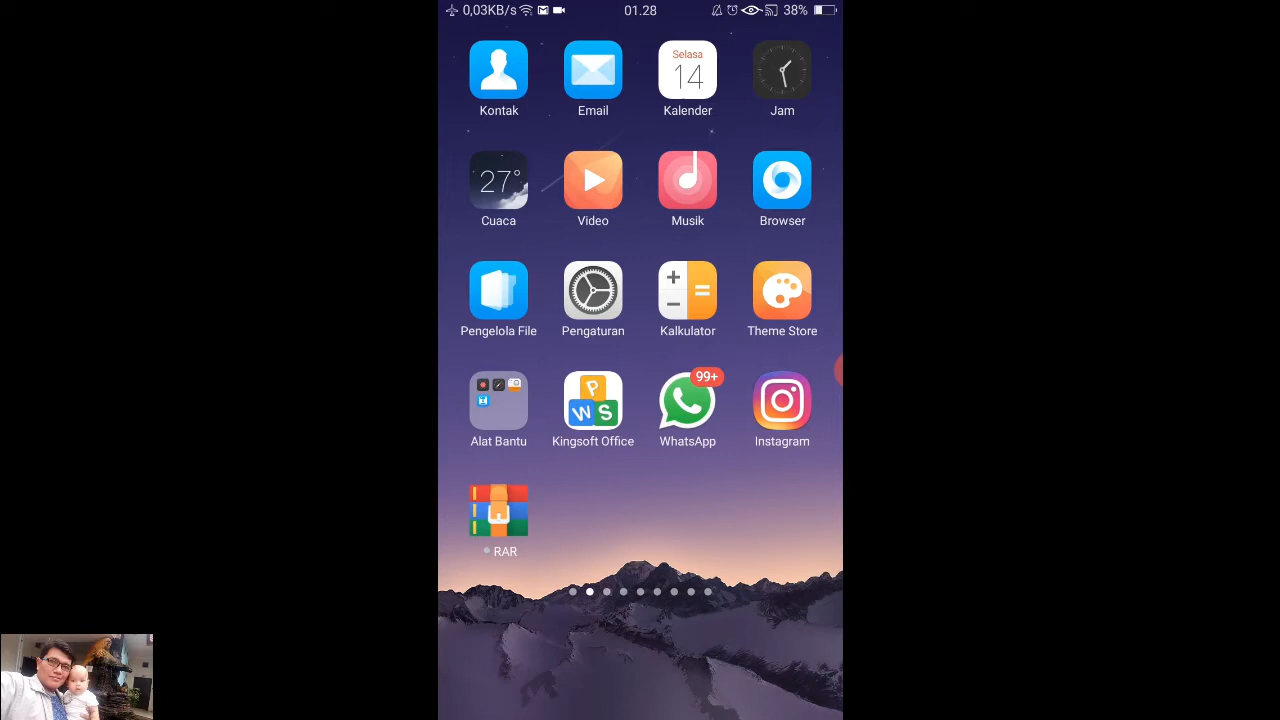 0,03KB/s 01.28 38%
Selasa
14
Kontak Email Kalender Jam
27°
Cuaca Video Musik Browser
Pengelola File Pengaturan Kalkulator Theme Store
99+
P
W S
Alat Bantu Kingsoft Office WhatsApp Instagram
RAR